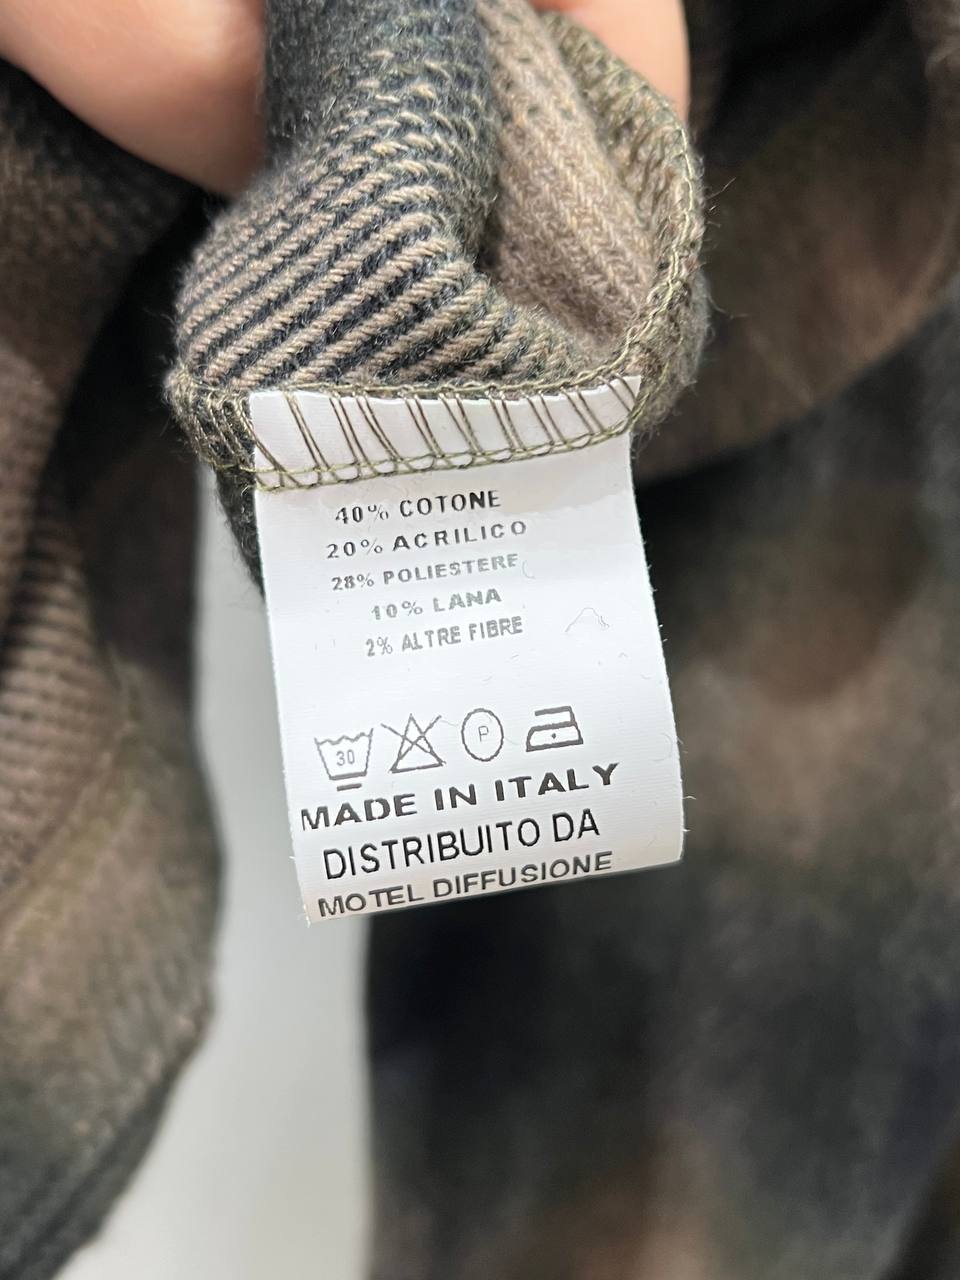 40% COTONE
20% ACRILICO
28% POLIESTERE
10% LANA
2% ALTRE FIBRE
30 P
MADE IN ITALY
DISTRIBUITO DA
MOTEL DIFFUSIONE